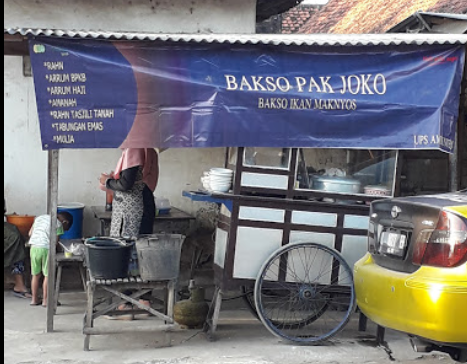 *RAHN
*ARRUM BPKB
*ARRUM HAJI
*AMANAH
*RAHN TASJILI TANAH
*TABUNGAN EMAS
*MULIA
BAKSO PAK JOKO
BAKSO IKAN MAKNYOS
UPS